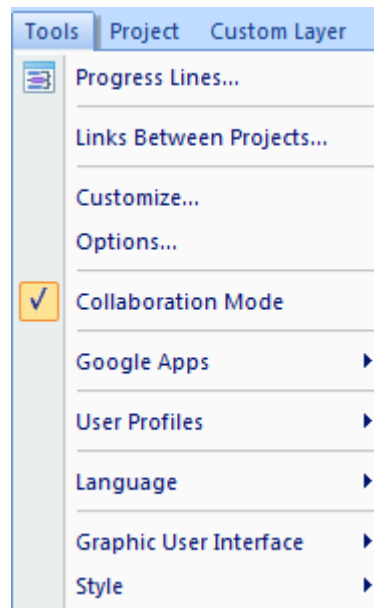 Tools Project Custom Layer
Progress Lines...
Links Between Projects...
Customize...
Options...
Collaboration Mode
Google Apps
User Profiles
Language
Graphic User Interface
Style